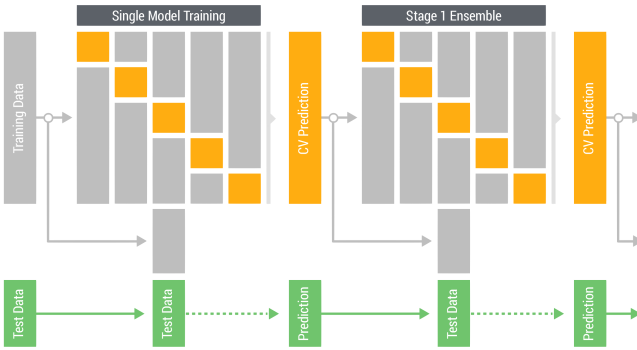 Single Model Training
Stage 1 Ensemble
Training Data
CV Prediction
CV Prediction
Test Data
Test Data
Prediction
Test Data
Prediction